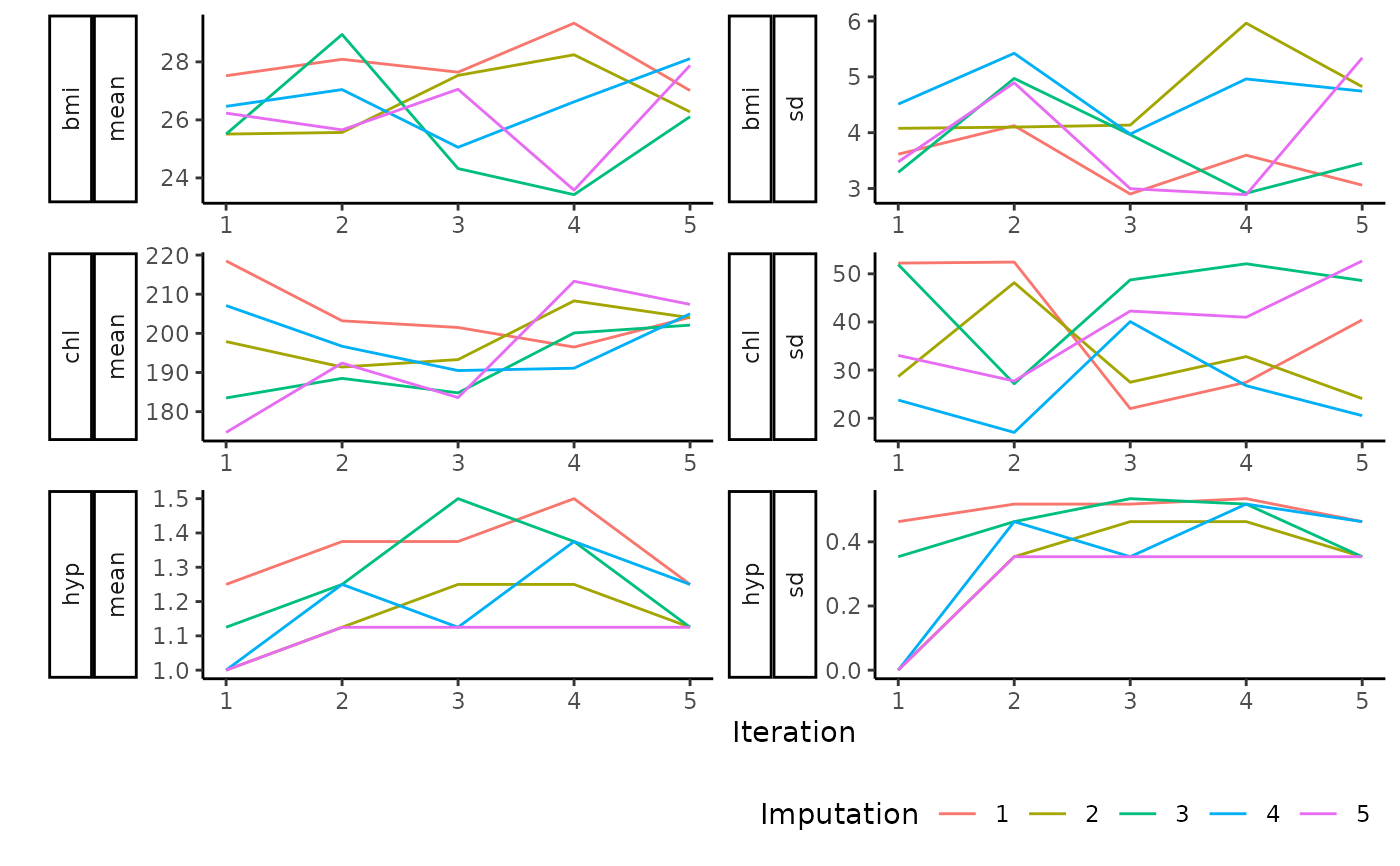 bmi
mean
28
26
24
1 2 3 4 5
bmi
sd
6
5
4
3
1 2 3 4 5
chl
mean
220
210
200
190
180
1 2 3 4 5
chl
sd
50
40
30
20
1 2 3 4 5
hyp
mean
1.5
1.4
1.3
1.2
1.1
1.0
1 2 3 4 5
hyp
sd
0.4
0.2
0.0
1 2 3 4 5
Iteration
Imputation 1 2 3 4 5